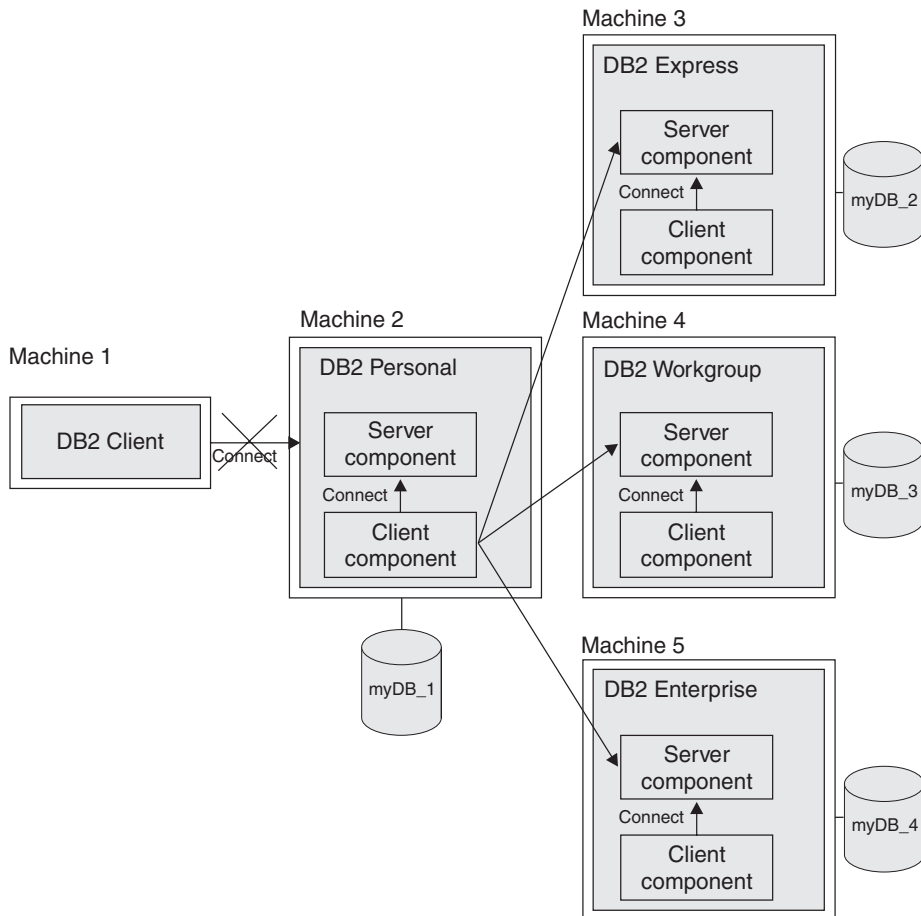 Machine 1
DB2 Client
Connect
Machine 2
DB2 Personal
Server
component
Connect
Client
component
myDB_1
Machine 3
DB2 Express
Server
component
Connect
Client
component
myDB_2
Machine 4
DB2 Workgroup
Server
component
Connect
Client
component
myDB_3
Machine 5
DB2 Enterprise
Server
component
Connect
Client
component
myDB_4